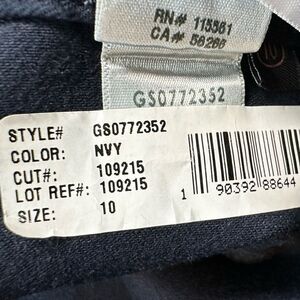 RN# 113561
CA# 56266
GS0772352
STYLE#   GS0772352
COLOR:   NVY
CUT#:   109215
LOT REF#:   109215
SIZE:   10
1   90392   88644